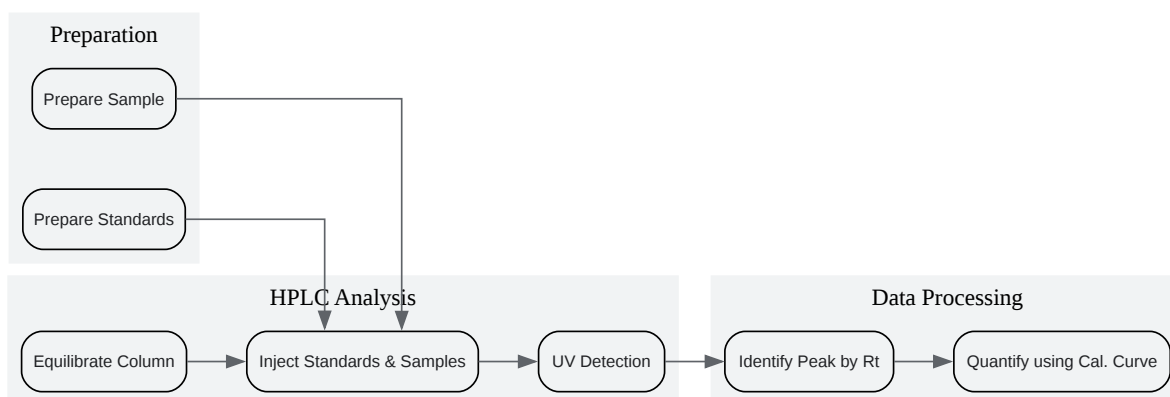 Preparation
Prepare Sample
Prepare Standards
HPLC Analysis
Equilibrate Column
Inject Standards & Samples
UV Detection
Data Processing
Identify Peak by Rt
Quantify using Cal. Curve